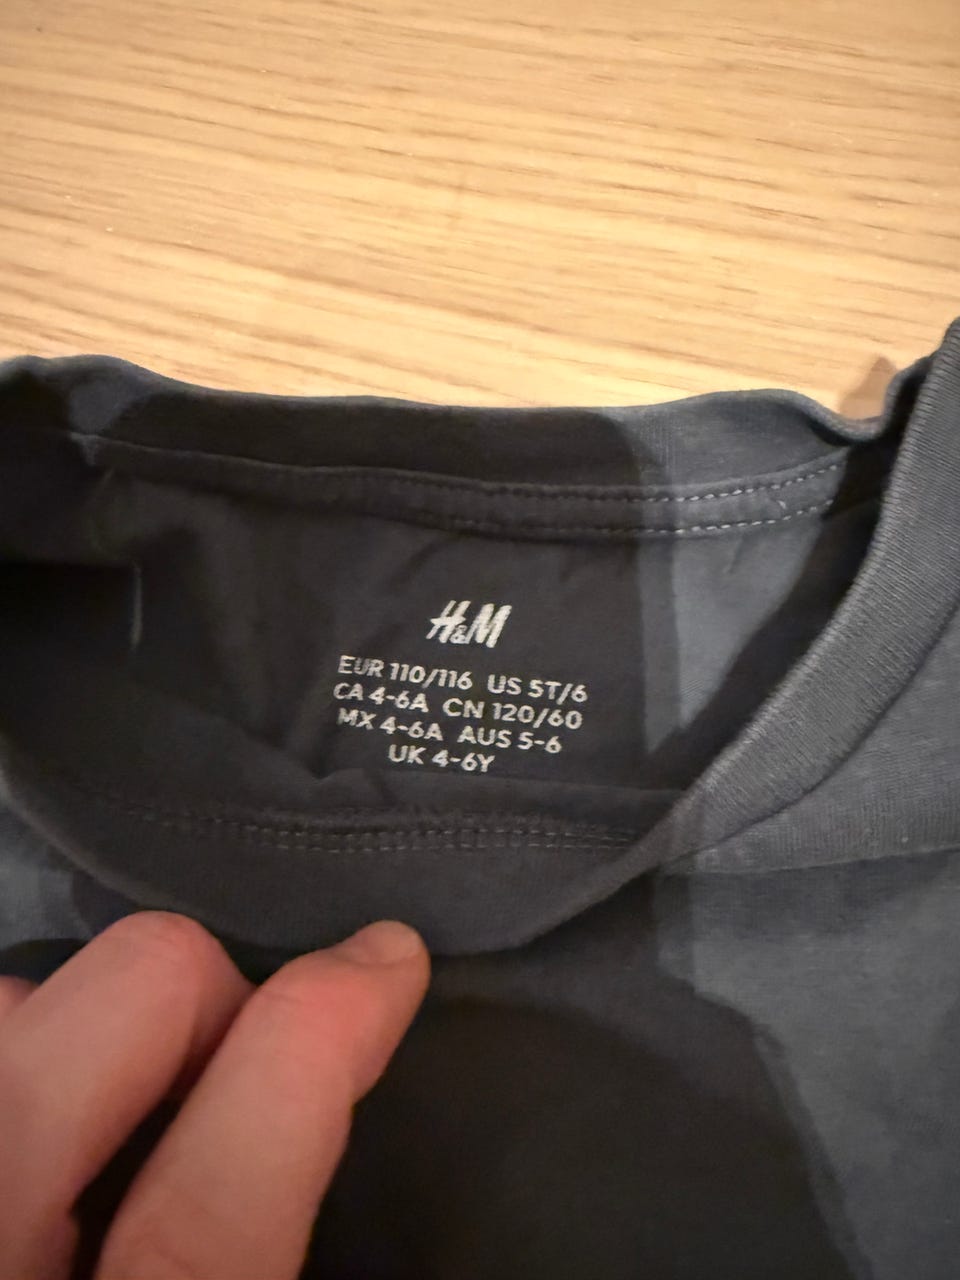 H&M
EUR 110/116 US 5T/6
CA 4-6A CN 120/60
MX 4-6A AUS 5-6
UK 4-6Y